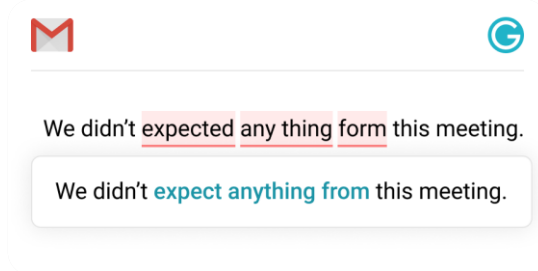 We didn't expected any thing form this meeting.
We didn't expect anything from this meeting.